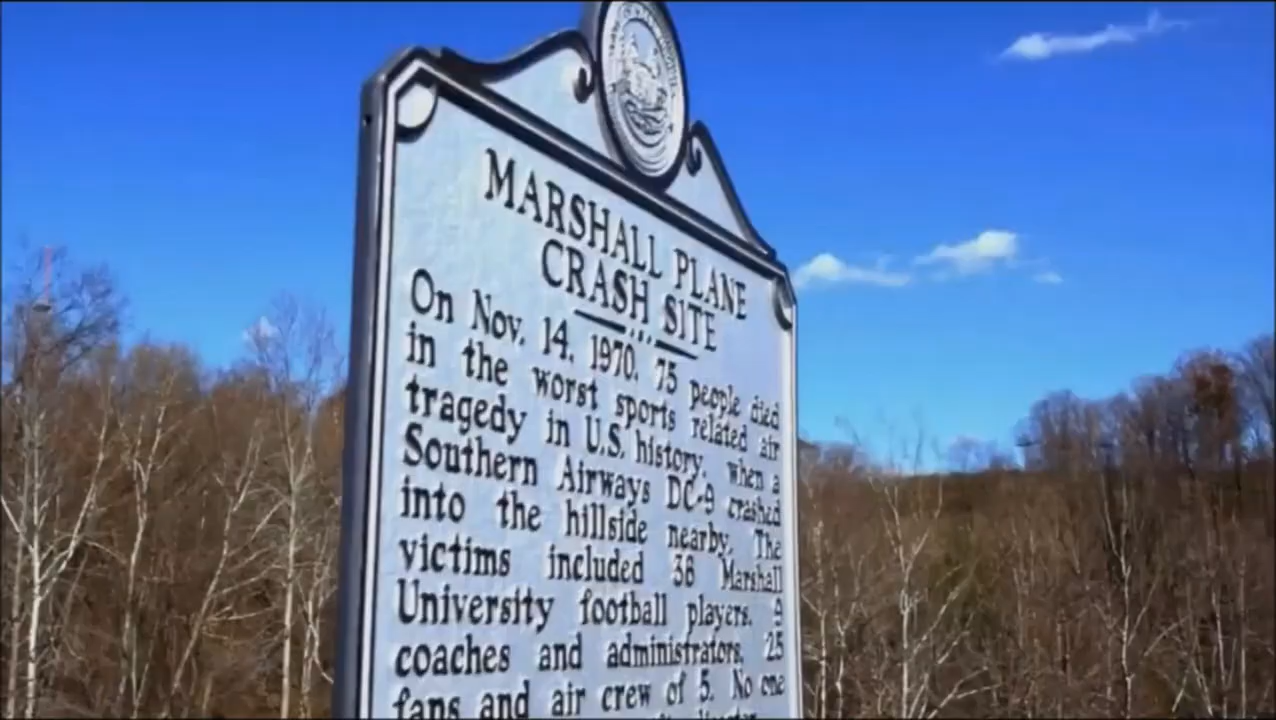 MARSHALL PLANE
CRASH SITE
On Nov. 14, 1970, 75 people died
in the worst sports related air
tragedy in U.S. history, when a
Southern Airways DC-9 crashed
into the hillside nearby. The
victims included 38 Marshall
University football players, 9
coaches and administrators, 25
fans and air crew of 5. No one